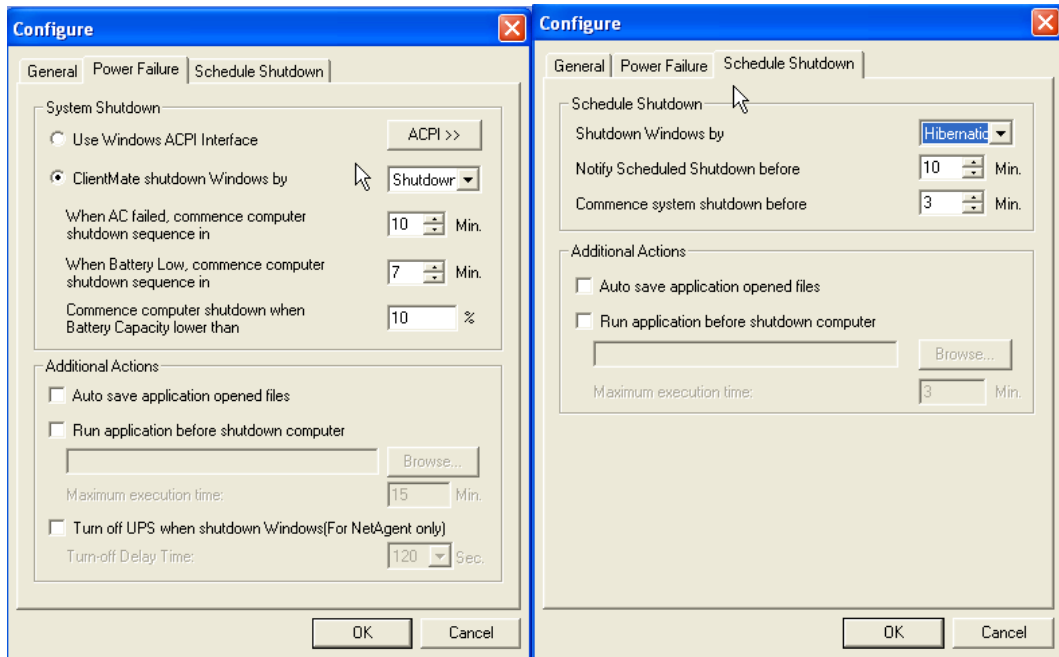 Configure
General
Power Failure
Schedule Shutdown
System Shutdown
Use Windows ACPI Interface
ACPI >>
ClientMate shutdown Windows by
Shutdowr
When AC failed, commence computer
shutdown sequence in
10
Min.
When Battery Low, commence computer
shutdown sequence in
7
Min.
Commence computer shutdown when
Battery Capacity lower than
10
%
Additional Actions
Auto save application opened files
Run application before shutdown computer
Browse...
Maximum execution time:
15
Min.
Turn off UPS when shutdown Windows(For NetAgent only)
Turn-off Delay Time:
120
Sec.
OK
Cancel
Configure
General
Power Failure
Schedule Shutdown
Schedule Shutdown
Shutdown Windows by
Hibernatic
Notify Scheduled Shutdown before
10
Min.
Commence system shutdown before
3
Min.
Additional Actions
Auto save application opened files
Run application before shutdown computer
Browse...
Maximum execution time:
3
Min.
OK
Cancel